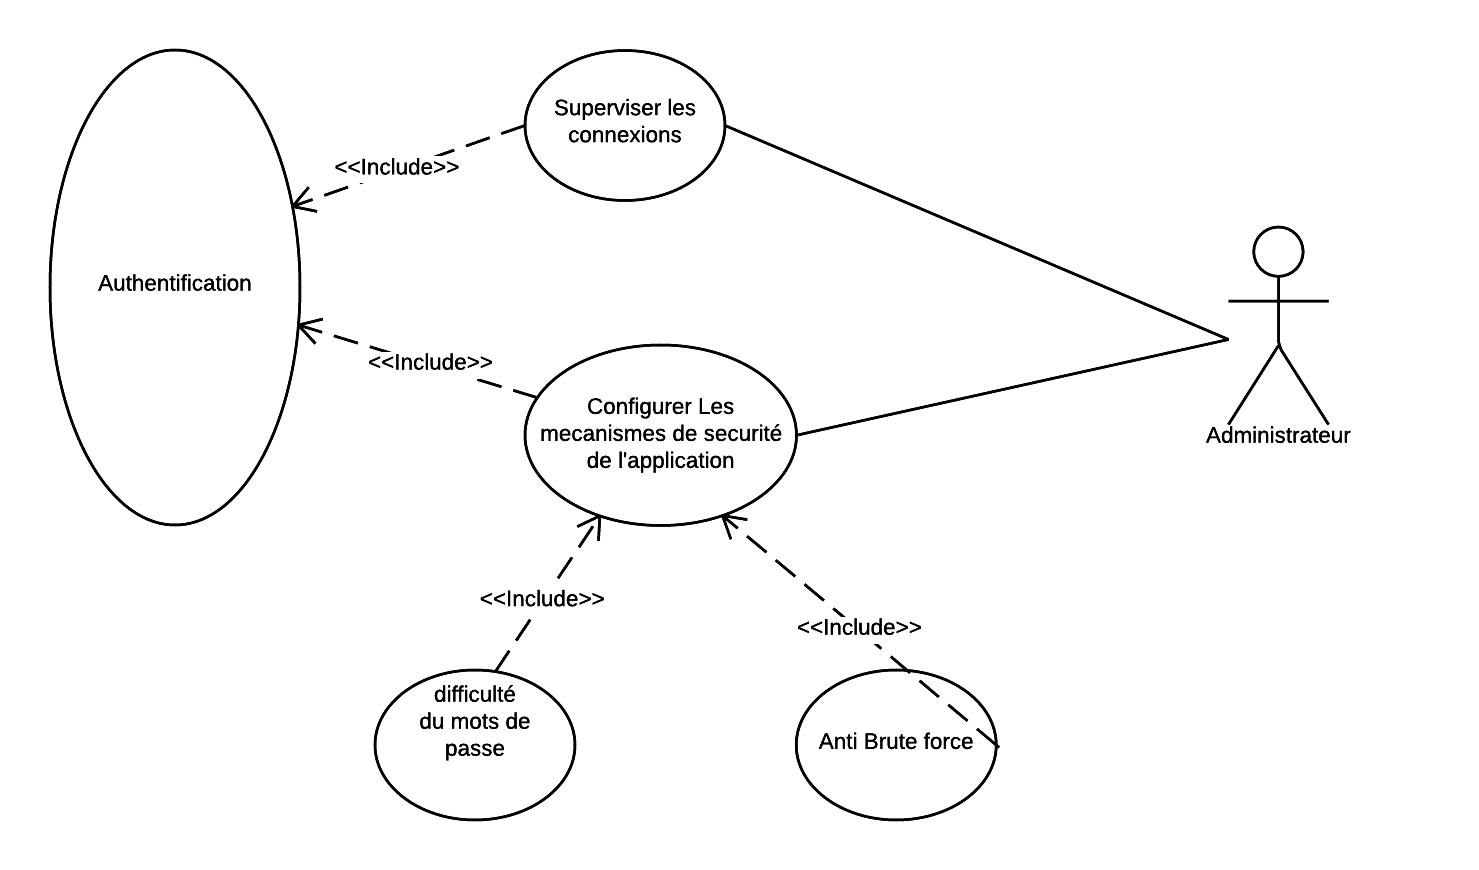 Superviser les
connexions
<<Include>>
Authentification
<<Include>>
Configurer Les
mecanismes de securité
de l'application
Administrateur
<<Include>>
<<Include>>
difficulté
du mots de
passe
Anti Brute force